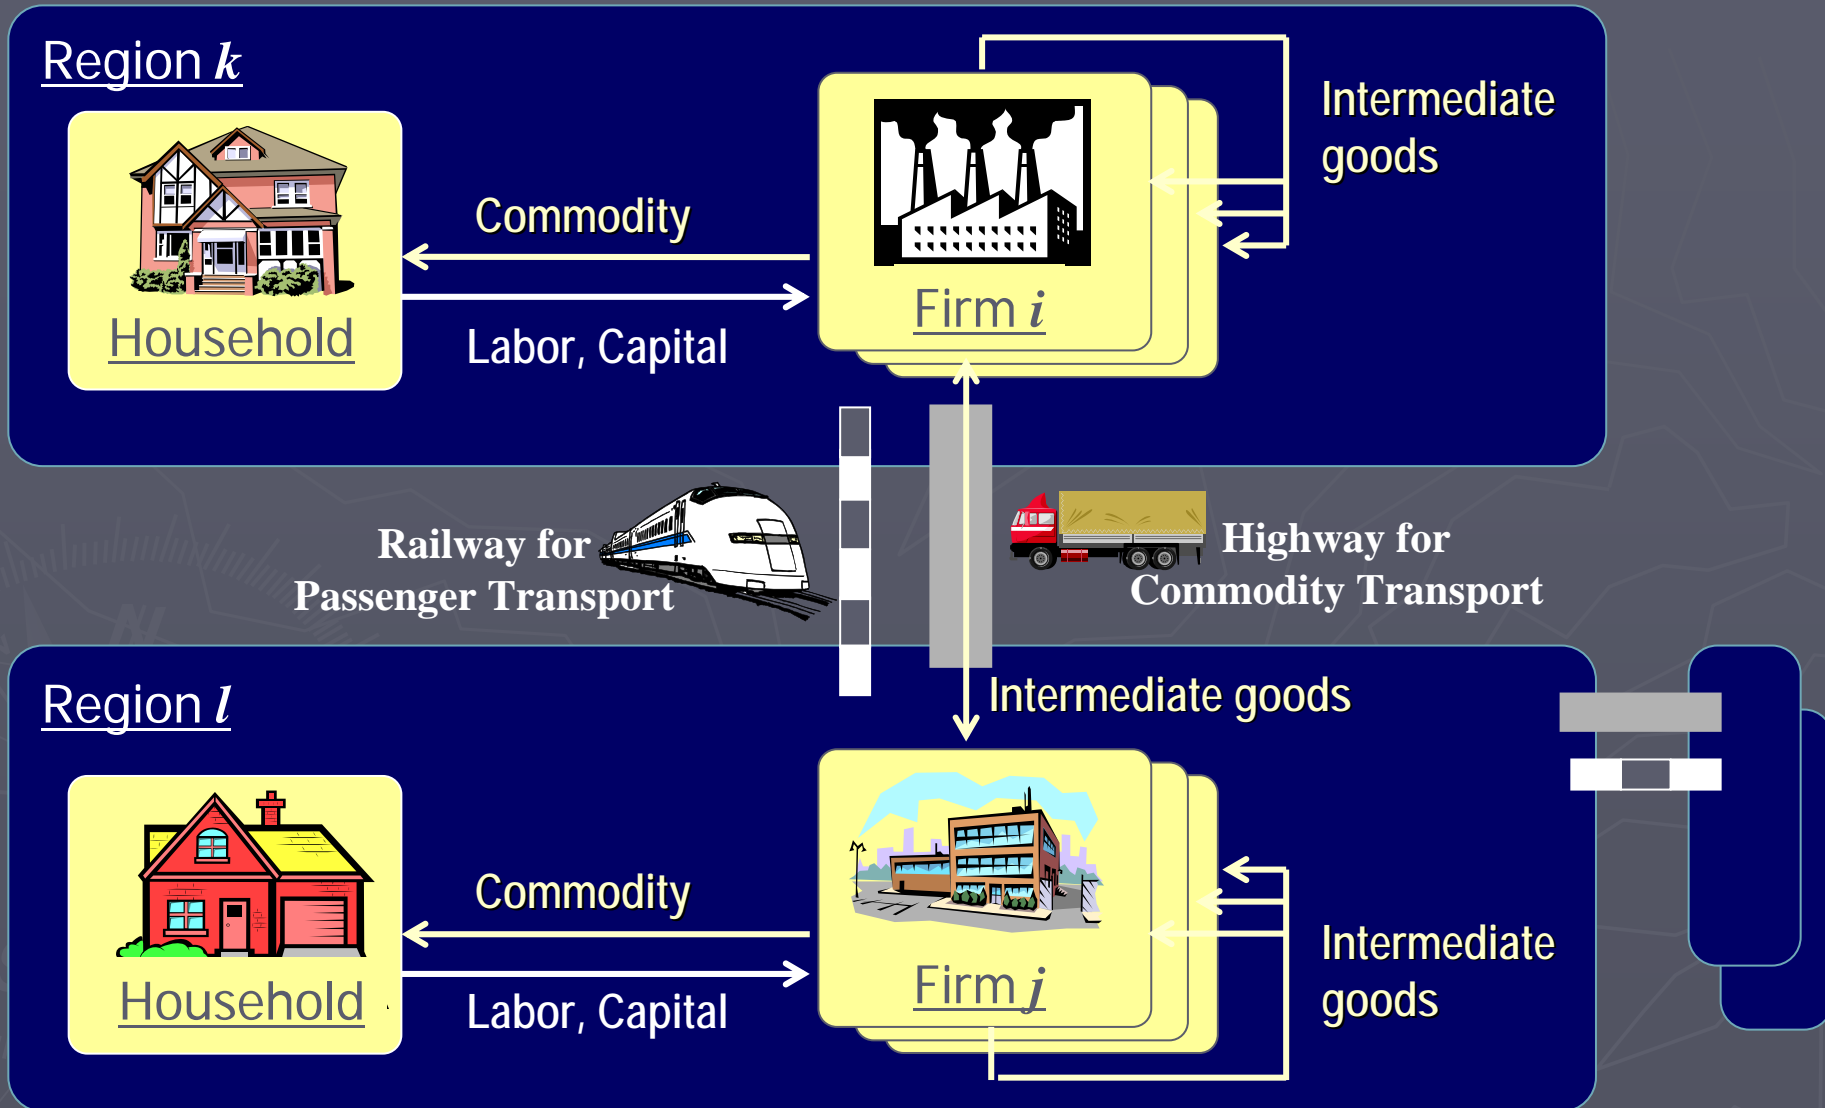 Region k
Intermediate
goods
Commodity
Household
Labor, Capital
Firm i
Railway for
Passenger Transport
Highway for
Commodity Transport
Region l
Intermediate goods
Commodity
Household
Labor, Capital
Firm j
Intermediate
goods